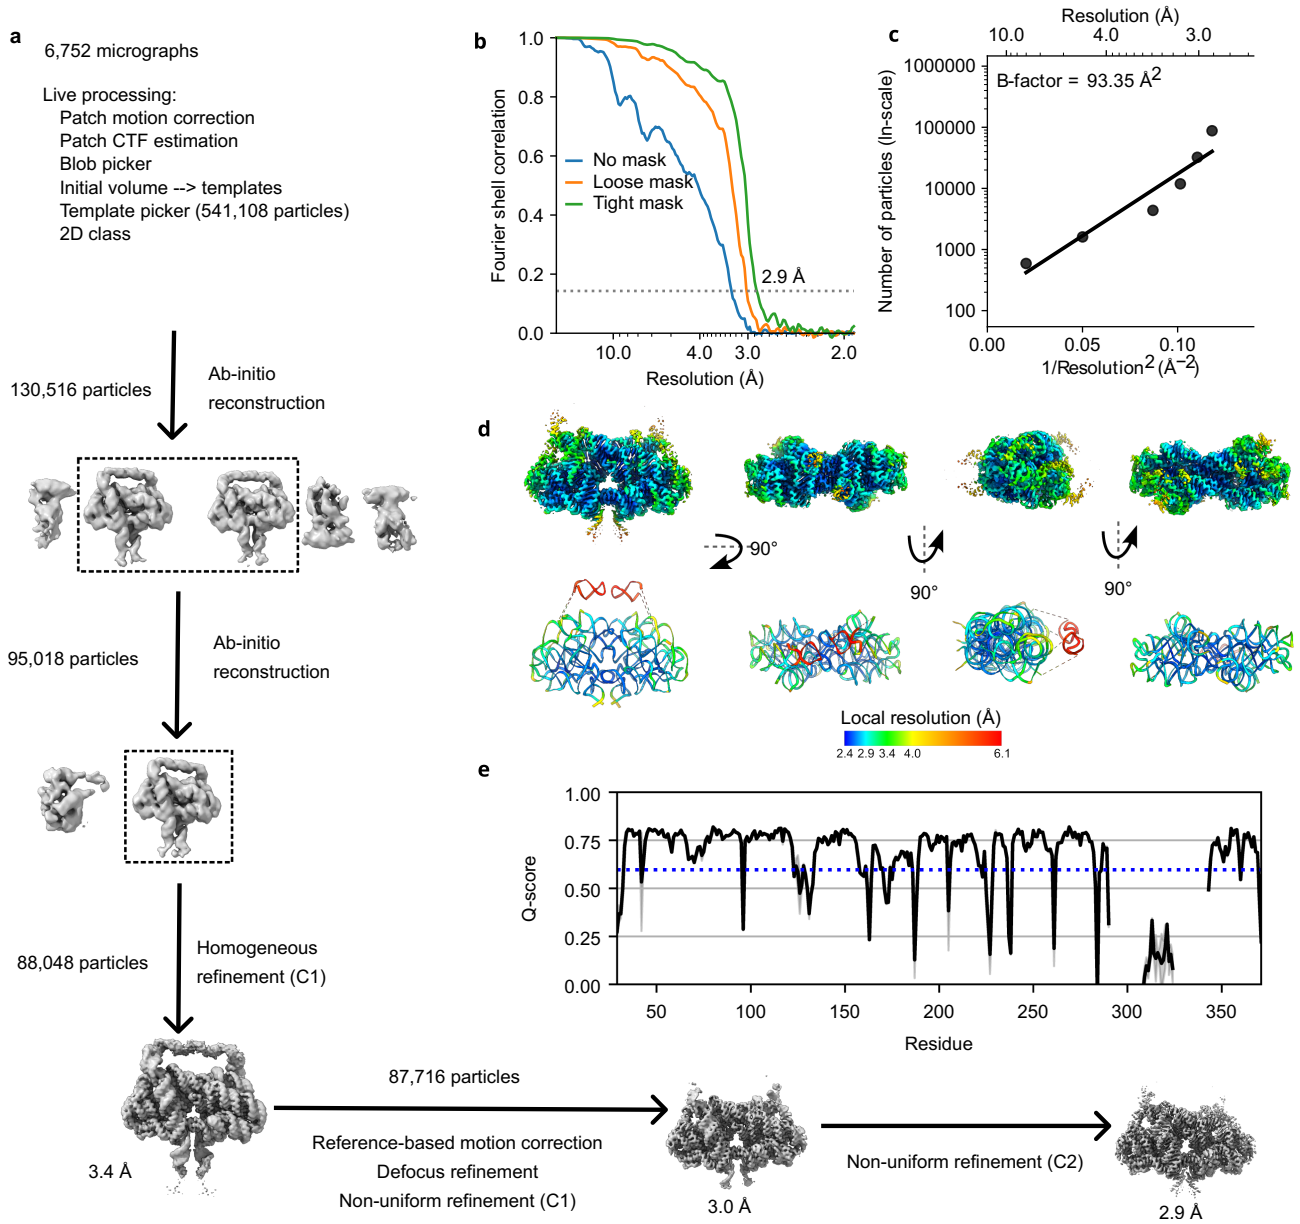 a
6,752 micrographs
Live processing:
Patch motion correction
Patch CTF estimation
Blob picker
Initial volume --> templates
Template picker (541,108 particles)
2D class
130,516 particles
Ab-initio
reconstruction
95,018 particles
Ab-initio
reconstruction
88,048 particles
Homogeneous
refinement (C1)
3.4 Å
87,716 particles
Reference-based motion correction
Defocus refinement
Non-uniform refinement (C1)
3.0 Å
Non-uniform refinement (C2)
2.9 Å
b
Fourier shell correlation
1.0
0.8
0.6
0.4
0.2
0.0
No mask
Loose mask
Tight mask
2.9 Å
10.0 4.0 3.0 2.0
Resolution (Å)
c
Resolution (Å)
10.0 4.0 3.0
B-factor = 93.35 Å2
Number of particles (ln-scale)
1000000
100000
10000
1000
100
0.00 0.05 0.10
1/Resolution2 (Å−2)
d
90°
90°
90°
Local resolution (Å)
2.4 2.9 3.4 4.0 6.1
e
Q-score
1.00
0.75
0.50
0.25
0.00
50 100 150 200 250 300 350
Residue